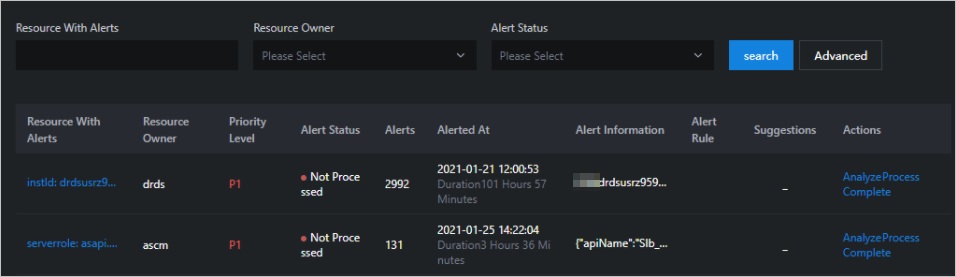 Resource With Alerts
Resource Owner
Alert Status
Please Select
Please Select
search
Advanced
Resource With Alerts
Resource Owner
Priority Level
Alert Status
Alerts
Alerted At
Alert Information
Alert Rule
Suggestions
Actions
instId: drdsusrz9...
drds
P1
Not Proce
ssed
2992
2021-01-21 12:00:53
Duration101 Hours 57
Minutes
drdsusrz959...
_
AnalyzeProcess
Complete
serverrole: asapi....
ascm
P1
Not Proce
ssed
131
2021-01-25 14:22:04
Duration3 Hours 36 Mi
nutes
{"apiName":"Slb_...
_
AnalyzeProcess
Complete